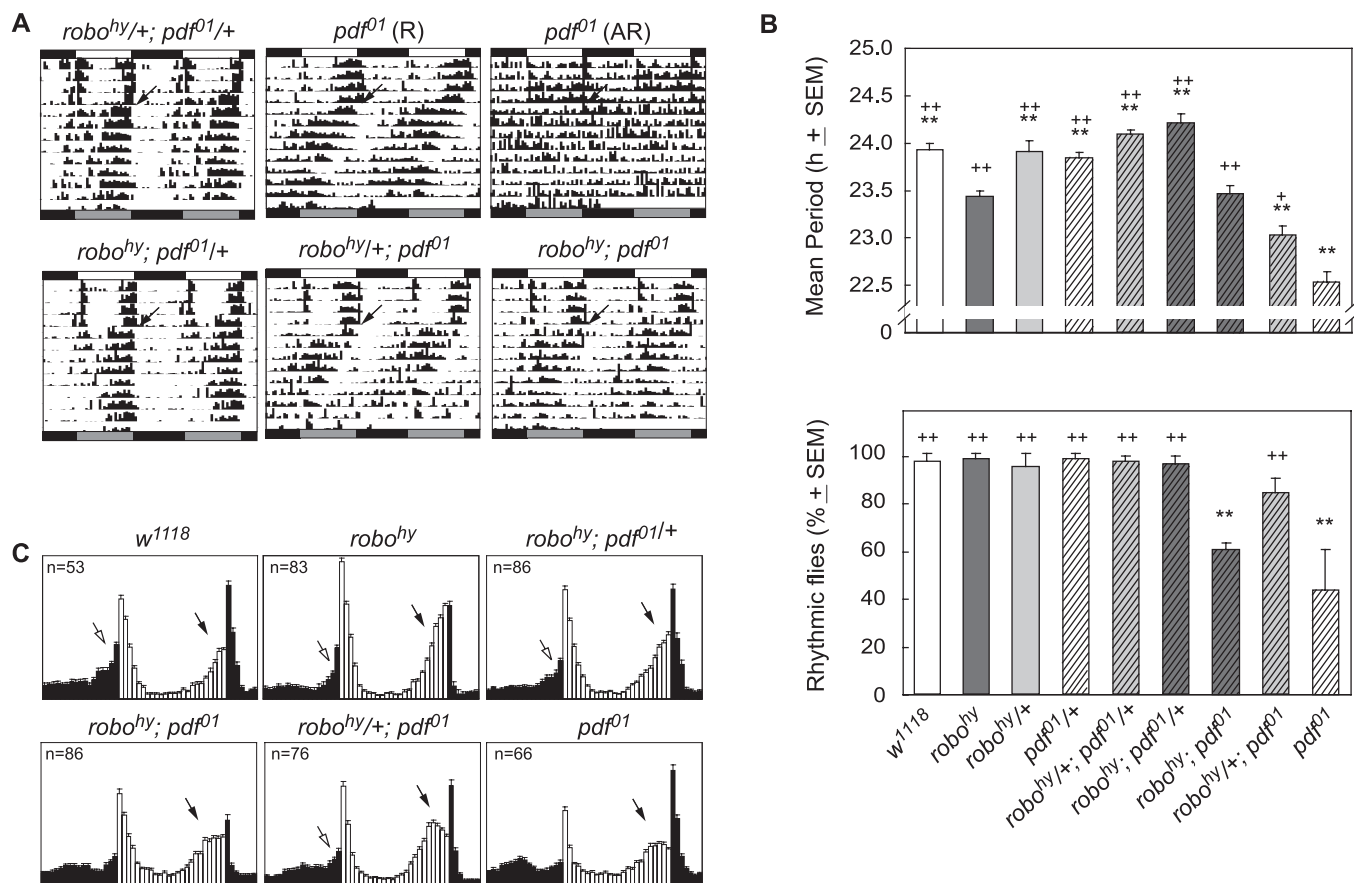 A
robo^hy/+; pdf^01/+
pdf^01 (R)
pdf^01 (AR)
robo^hy; pdf^01/+
robo^hy/+; pdf^01
robo^hy; pdf^01
B
Mean Period (h ± SEM)
25.0
24.5
24.0
23.5
23.0
22.5
0
++
**
++
++
**
++
**
++
**
++
**
++
+
**
**
Rhythmic flies (% ± SEM)
100
80
60
40
20
0
++
++
++
++
++
++
**
++
**
w^1118
robo^hy
robo^hy/+
pdf^01/+
robo^hy/+; pdf^01/+
robo^hy; pdf^01/+
robo^hy; pdf^01
robo^hy/+; pdf^01
pdf^01
C
w^1118
n=53
robo^hy
n=83
robo^hy; pdf^01/+
n=86
robo^hy; pdf^01
n=86
robo^hy/+; pdf^01
n=76
pdf^01
n=66